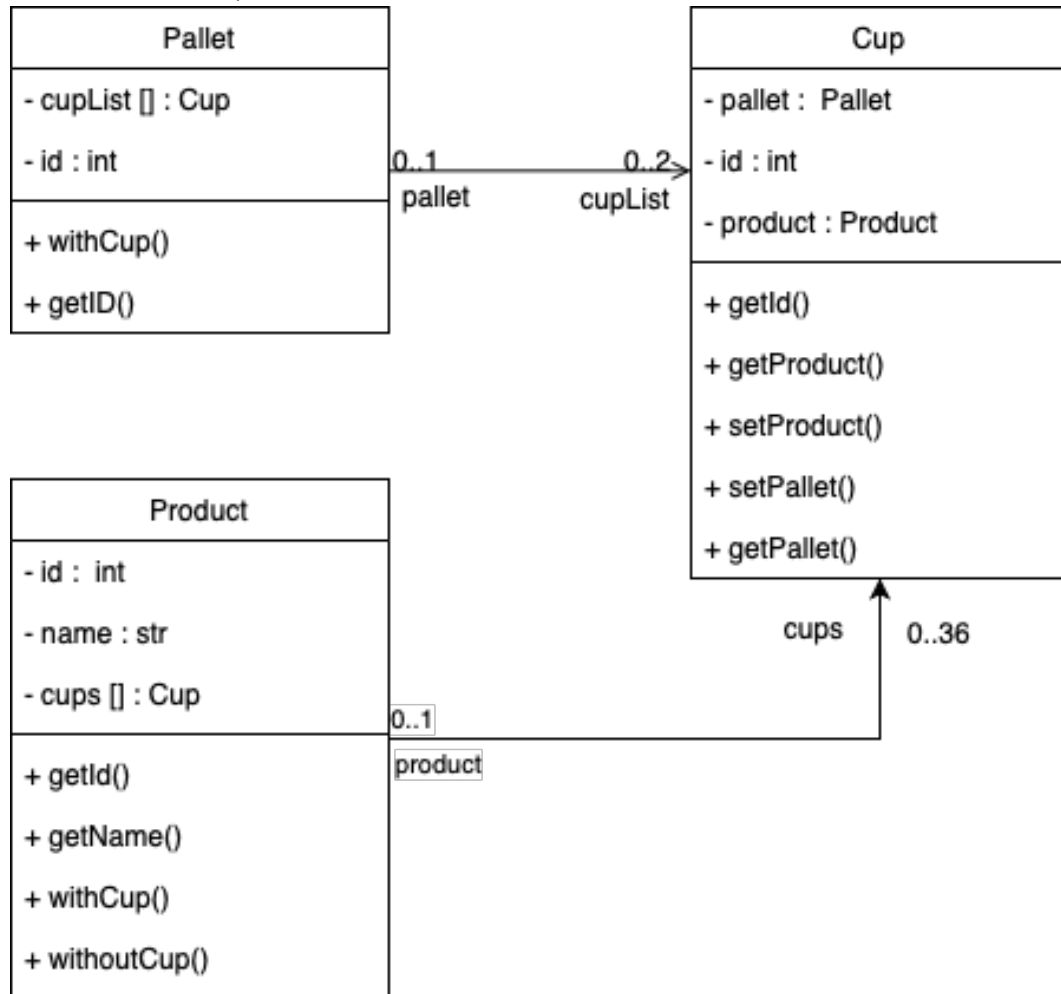 Pallet
- cupList [] : Cup
- id : int
+ withCup()
+ getID()
0..1
pallet
0..2
cupList
Cup
- pallet : Pallet
- id : int
- product : Product
+ getId()
+ getProduct()
+ setProduct()
+ setPallet()
+ getPallet()
Product
- id : int
- name : str
- cups [] : Cup
+ getId()
+ getName()
+ withCup()
+ withoutCup()
0..1
product
cups
0..36